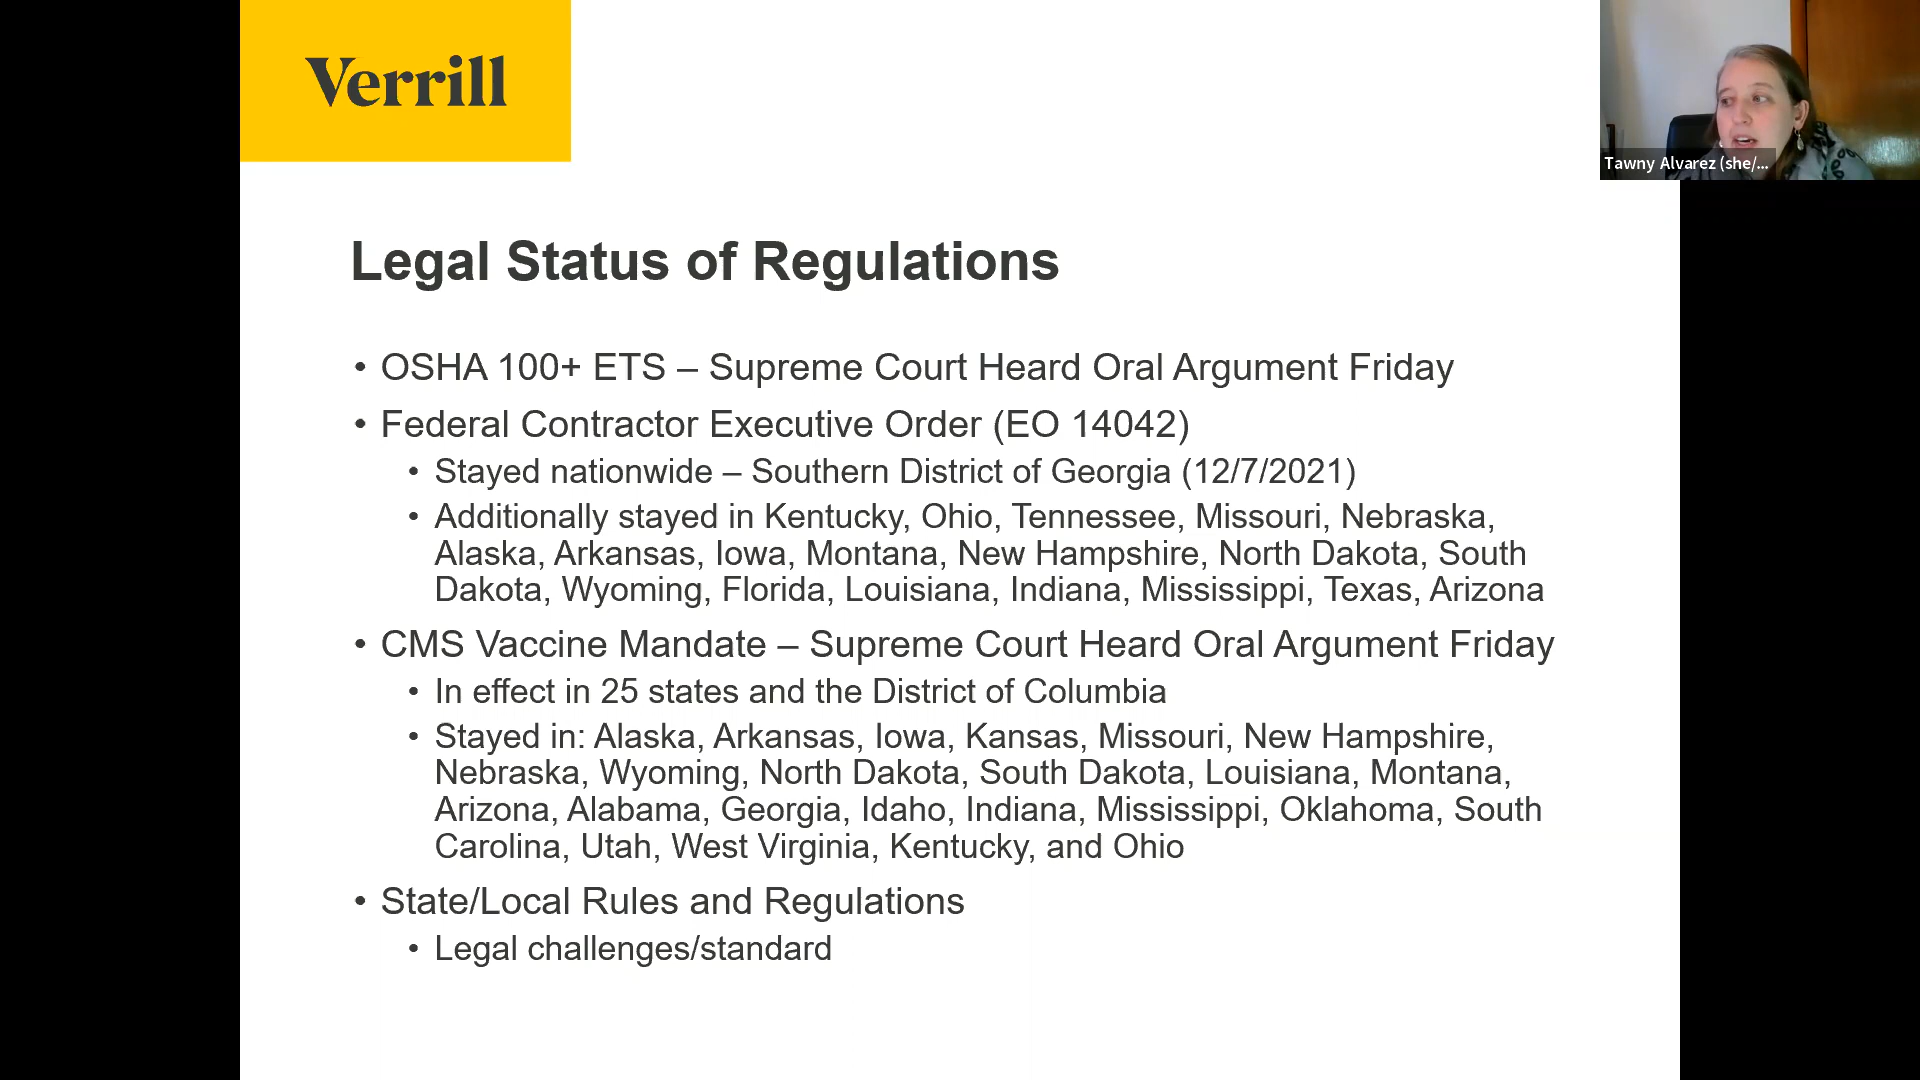 Verrill
Tawny Alvarez (she/...
Legal Status of Regulations
• OSHA 100+ ETS – Supreme Court Heard Oral Argument Friday
• Federal Contractor Executive Order (EO 14042)
• Stayed nationwide – Southern District of Georgia (12/7/2021)
• Additionally stayed in Kentucky, Ohio, Tennessee, Missouri, Nebraska,
Alaska, Arkansas, Iowa, Montana, New Hampshire, North Dakota, South
Dakota, Wyoming, Florida, Louisiana, Indiana, Mississippi, Texas, Arizona
• CMS Vaccine Mandate – Supreme Court Heard Oral Argument Friday
• In effect in 25 states and the District of Columbia
• Stayed in: Alaska, Arkansas, Iowa, Kansas, Missouri, New Hampshire,
Nebraska, Wyoming, North Dakota, South Dakota, Louisiana, Montana,
Arizona, Alabama, Georgia, Idaho, Indiana, Mississippi, Oklahoma, South
Carolina, Utah, West Virginia, Kentucky, and Ohio
• State/Local Rules and Regulations
• Legal challenges/standard